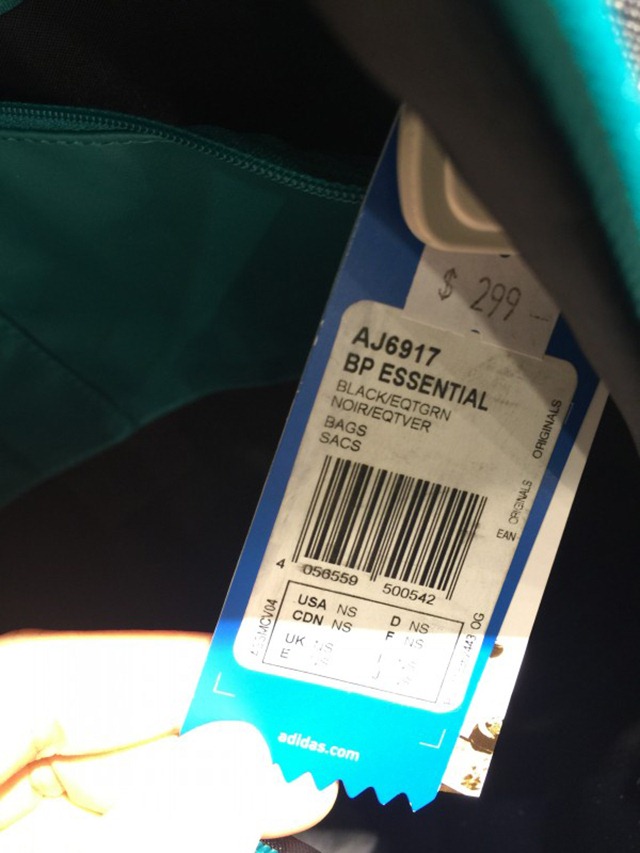 $ 299
AJ6917
BP ESSENTIAL
BLACK/EQTGRN
NOIR/EQTVER
BAGS
SACS
ORIGINALS
ORIGINALS
EAN
4 056559 500542
USA NS D NS
CDN NS F NS
UK NS
E
OG
adidas.com